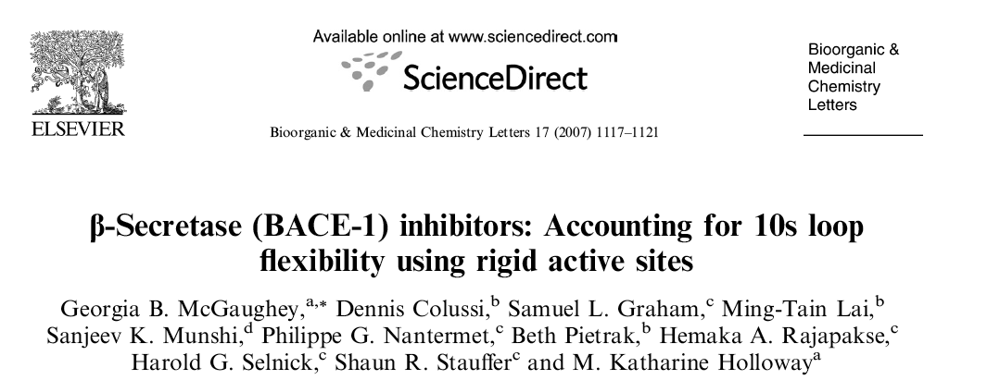 Available online at www.sciencedirect.com
ScienceDirect
ELSEVIER
Bioorganic & Medicinal Chemistry Letters 17 (2007) 1117–1121
Bioorganic &
Medicinal
Chemistry
Letters
β-Secretase (BACE-1) inhibitors: Accounting for 10s loop
flexibility using rigid active sites
Georgia B. McGaughey,a,* Dennis Colussi,b Samuel L. Graham,c Ming-Tain Lai,b
Sanjeev K. Munshi,d Philippe G. Nantermet,c Beth Pietrak,b Hemaka A. Rajapakse,c
Harold G. Selnick,c Shaun R. Staufferc and M. Katharine Hollowaya